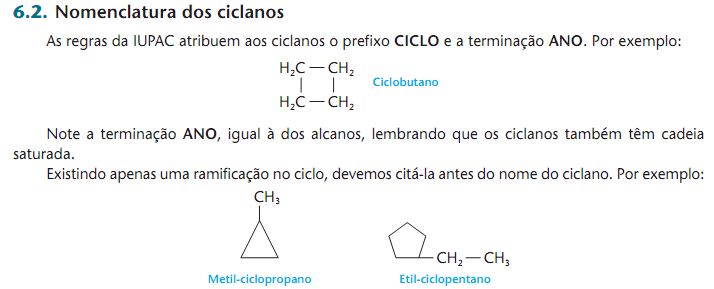 6.2. Nomenclatura dos ciclanos
As regras da IUPAC atribuem aos ciclanos o prefixo CICLO e a terminação ANO. Por exemplo:
H₂C — CH₂
| |
H₂C — CH₂
Ciclobutano
Note a terminação ANO, igual à dos alcanos, lembrando que os ciclanos também têm cadeia
saturada.
Existindo apenas uma ramificação no ciclo, devemos citá-la antes do nome do ciclano. Por exemplo:
CH₃
CH₂ — CH₃
Metil-ciclopropano
Etil-ciclopentano